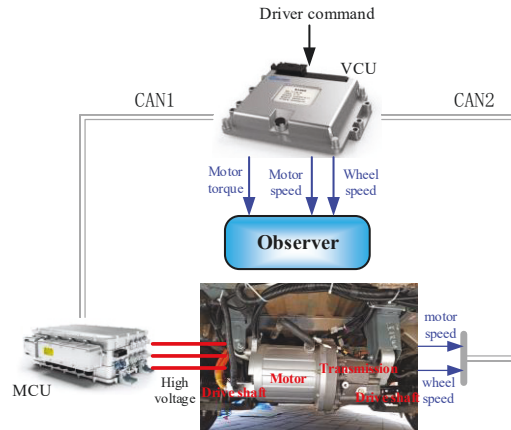 Driver command
VCU
CAN1
CAN2
Motor
torque
Motor
speed
Wheel
speed
Observer
motor
speed
wheel
speed
MCU
High
voltage
Motor
Transmission
Drive shaft
Drive shaft